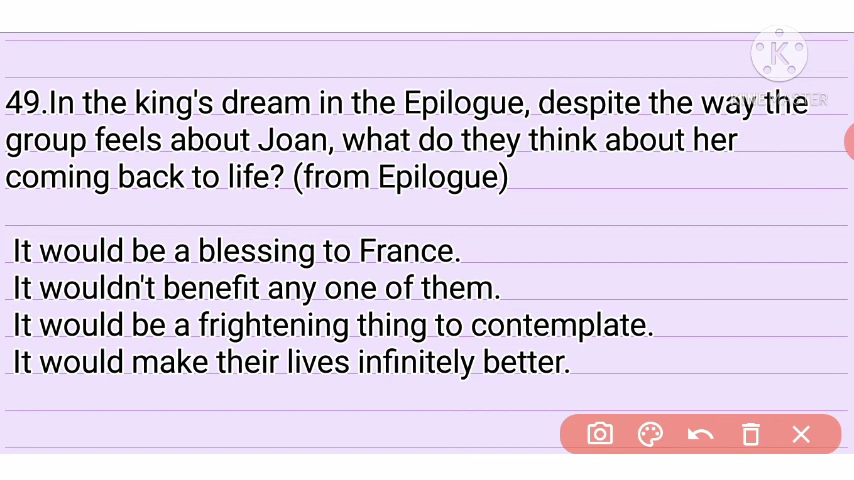 49.In the king's dream in the Epilogue, despite the way the
group feels about Joan, what do they think about her
coming back to life? (from Epilogue)
It would be a blessing to France.
It wouldn't benefit any one of them.
It would be a frightening thing to contemplate.
It would make their lives infinitely better.
K
KINEMASTER